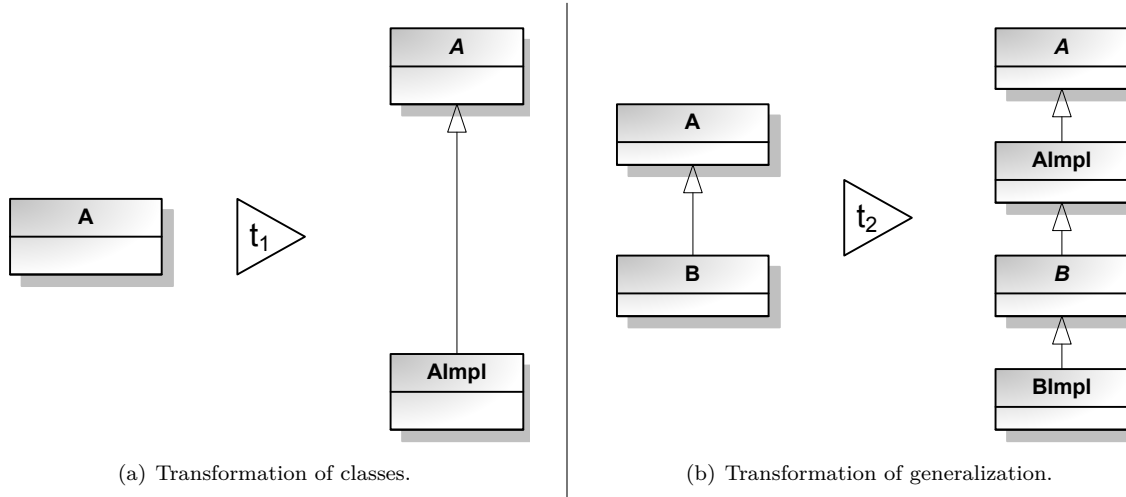 A
t1
A
AImpl
(a) Transformation of classes.
A
B
t2
A
AImpl
B
BImpl
(b) Transformation of generalization.